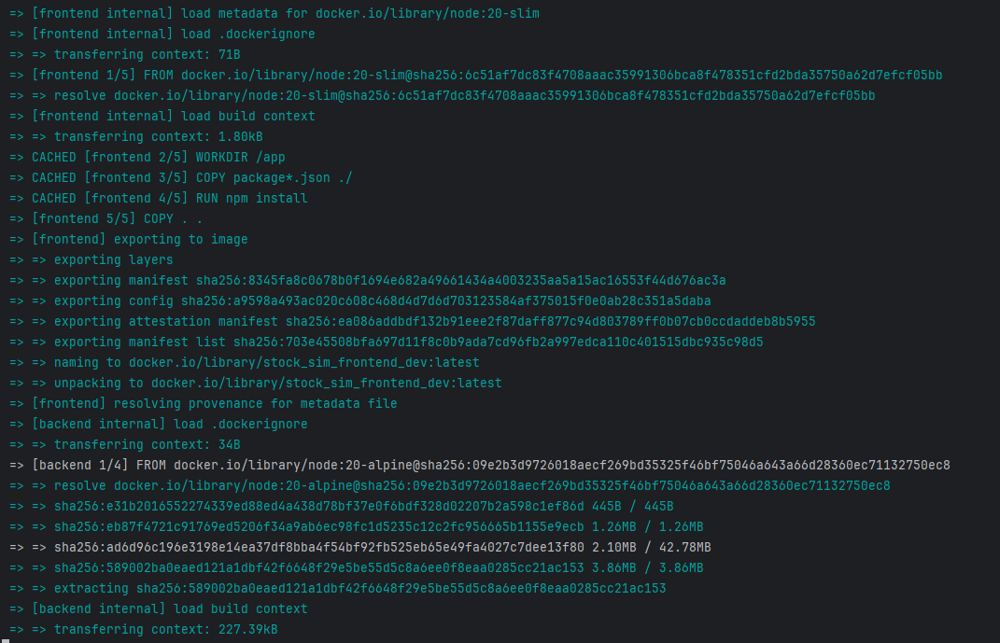 => [frontend internal] load metadata for docker.io/library/node:20-slim
=> [frontend internal] load .dockerignore
=> => transferring context: 71B
=> [frontend 1/5] FROM docker.io/library/node:20-slim@sha256:6c51af7dc83f4708aaac35991306bca8f478351cfd2bda35750a62d7efcf05bb
=> => resolve docker.io/library/node:20-slim@sha256:6c51af7dc83f4708aaac35991306bca8f478351cfd2bda35750a62d7efcf05bb
=> [frontend internal] load build context
=> => transferring context: 1.80kB
=> CACHED [frontend 2/5] WORKDIR /app
=> CACHED [frontend 3/5] COPY package*.json ./
=> CACHED [frontend 4/5] RUN npm install
=> [frontend 5/5] COPY . .
=> [frontend] exporting to image
=> => exporting layers
=> => exporting manifest sha256:8345fa8c0678b0f1694e682a49661434a4003235aa5a15ac16553f44d676ac3a
=> => exporting config sha256:a9598a493ac020c608c468d4d7d6d703123584af375015f0e0ab28c351a5daba
=> => exporting attestation manifest sha256:ea086addbdf132b91eee2f87daff877c94d803789ff0b07cb0ccdaddeb8b5955
=> => exporting manifest list sha256:703e45508bfa697d11f8c0b9ada7cd96fb2a997edca110c401515dbc935c98d5
=> => naming to docker.io/library/stock_sim_frontend_dev:latest
=> => unpacking to docker.io/library/stock_sim_frontend_dev:latest
=> [frontend] resolving provenance for metadata file
=> [backend internal] load .dockerignore
=> => transferring context: 34B
=> [backend 1/4] FROM docker.io/library/node:20-alpine@sha256:09e2b3d9726018aecf269bd35325f46bf75046a643a66d28360ec71132750ec8
=> => resolve docker.io/library/node:20-alpine@sha256:09e2b3d9726018aecf269bd35325f46bf75046a643a66d28360ec71132750ec8
=> => sha256:e31b2016552274339ed88ed4a438d78bf37e0f6bdf328d02207b2a598c1ef86d 445B / 445B
=> => sha256:eb87f4721c91769ed5206f34a9ab6ec98fc1d5235c12c2fc956665b1155e9ecb 1.26MB / 1.26MB
=> => sha256:ad6d96c196e3198e14ea37df8bba4f54bf92fb525eb65e49fa4027c7dee13f80 2.10MB / 42.78MB
=> => sha256:589002ba0eaed121a1dbf42f6648f29e5be55d5c8a6ee0f8eaa0285cc21ac153 3.86MB / 3.86MB
=> => extracting sha256:589002ba0eaed121a1dbf42f6648f29e5be55d5c8a6ee0f8eaa0285cc21ac153
=> [backend internal] load build context
=> => transferring context: 227.39kB